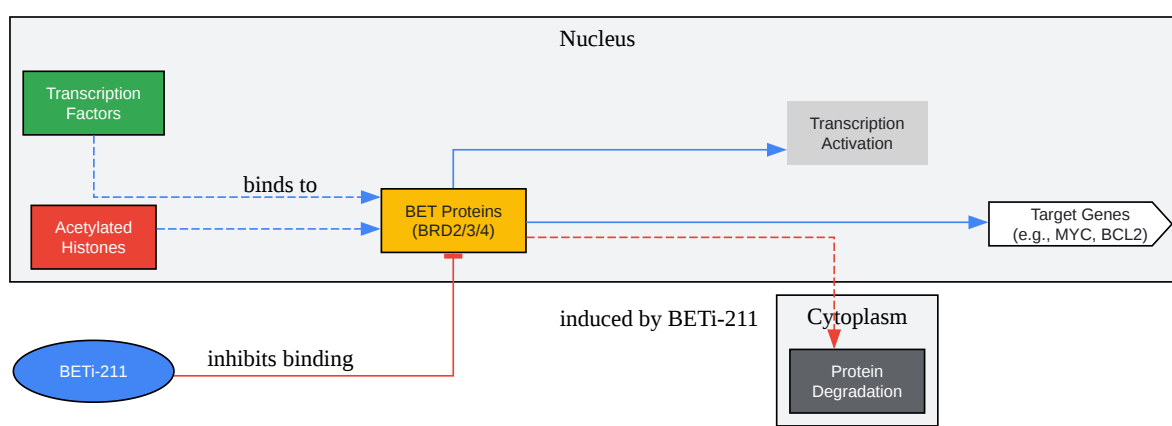 Nucleus
Transcription
Factors
Transcription
Activation
binds to
BET Proteins
(BRD2/3/4)
Acetylated
Histones
Target Genes
(e.g., MYC, BCL2)
induced by BETi-211
Cytoplasm
inhibits binding
BETi-211
Protein
Degradation